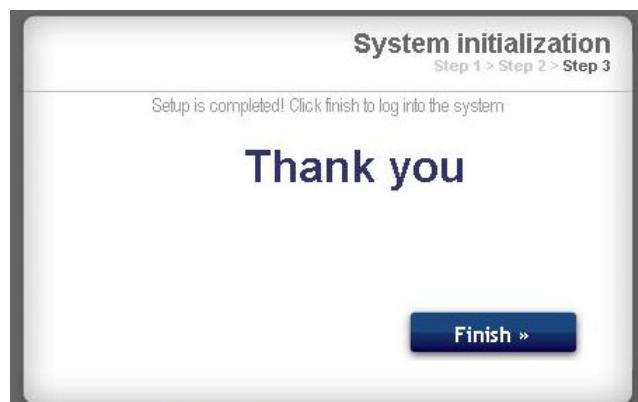 System initialization
Step 1 > Step 2 > Step 3
Setup is completed! Click finish to log into the system
Thank you
Finish »